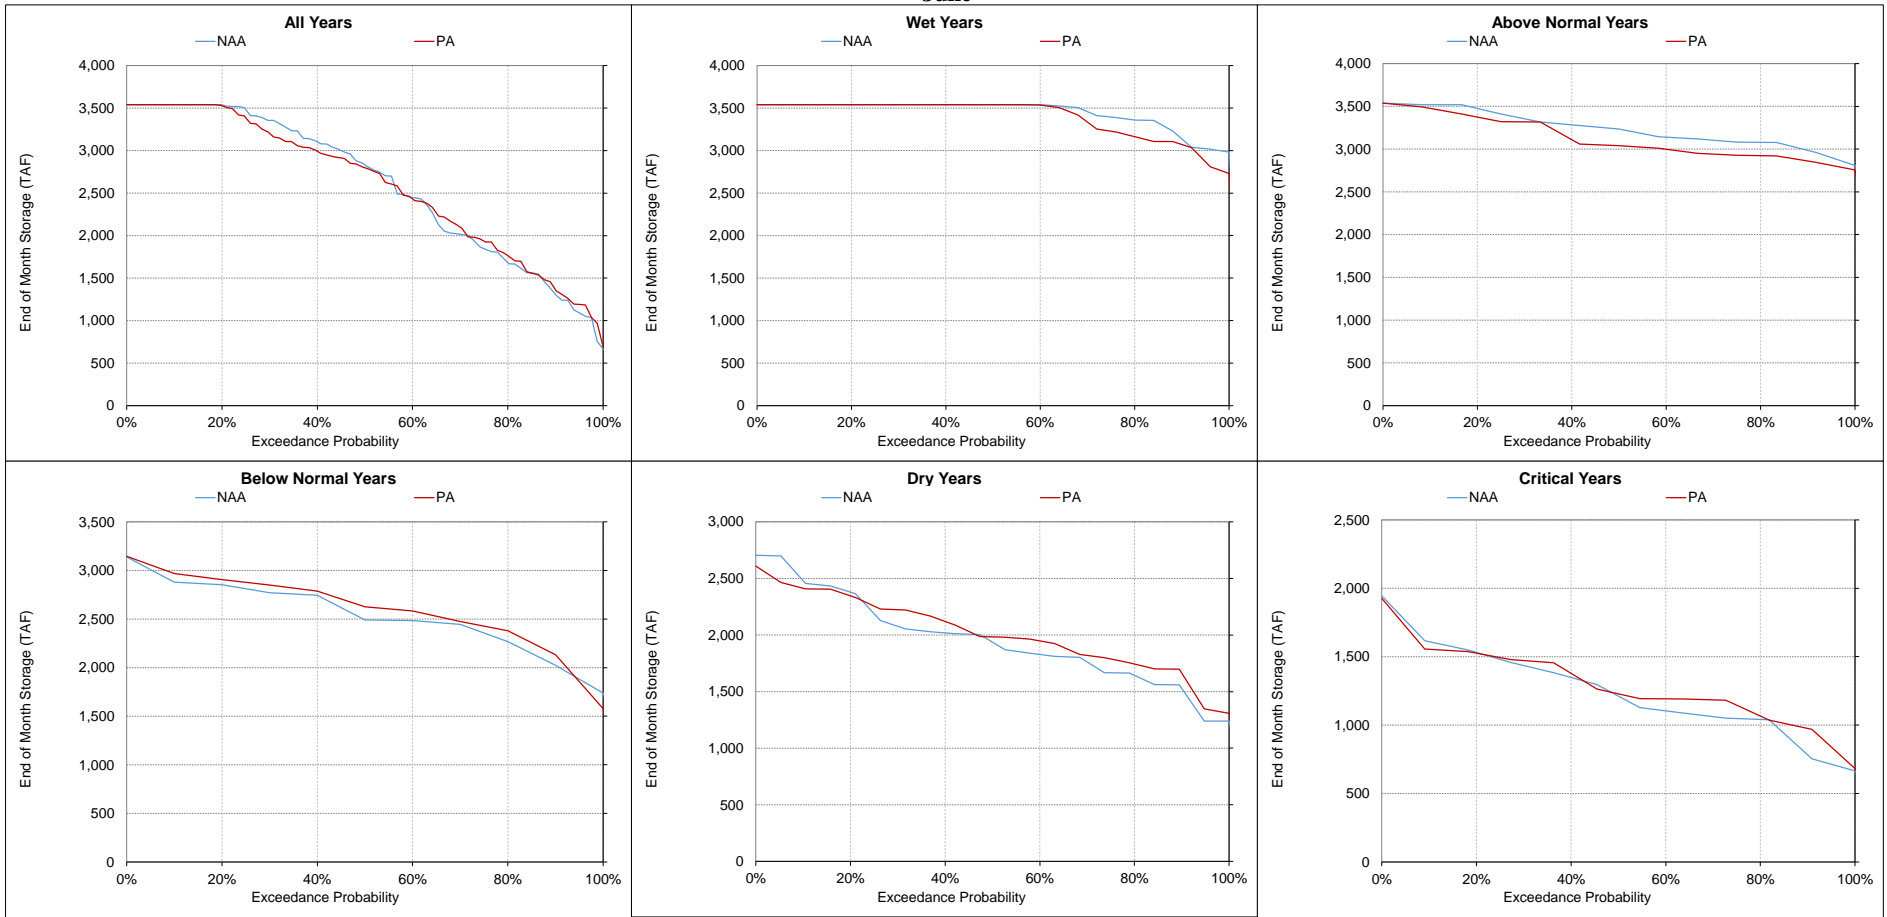 All Years
NAA PA
4,000
3,500
3,000
2,500
2,000
1,500
1,000
500
0
End of Month Storage (TAF)
0% 20% 40% 60% 80% 100%
Exceedance Probability
Wet Years
NAA PA
4,000
3,500
3,000
2,500
2,000
1,500
1,000
500
0
End of Month Storage (TAF)
0% 20% 40% 60% 80% 100%
Exceedance Probability
Above Normal Years
NAA PA
4,000
3,500
3,000
2,500
2,000
1,500
1,000
500
0
End of Month Storage (TAF)
0% 20% 40% 60% 80% 100%
Exceedance Probability
Below Normal Years
NAA PA
3,500
3,000
2,500
2,000
1,500
1,000
500
0
End of Month Storage (TAF)
0% 20% 40% 60% 80% 100%
Exceedance Probability
Dry Years
NAA PA
3,000
2,500
2,000
1,500
1,000
500
0
End of Month Storage (TAF)
0% 20% 40% 60% 80% 100%
Exceedance Probability
Critical Years
NAA PA
2,500
2,000
1,500
1,000
500
0
End of Month Storage (TAF)
0% 20% 40% 60% 80% 100%
Exceedance Probability